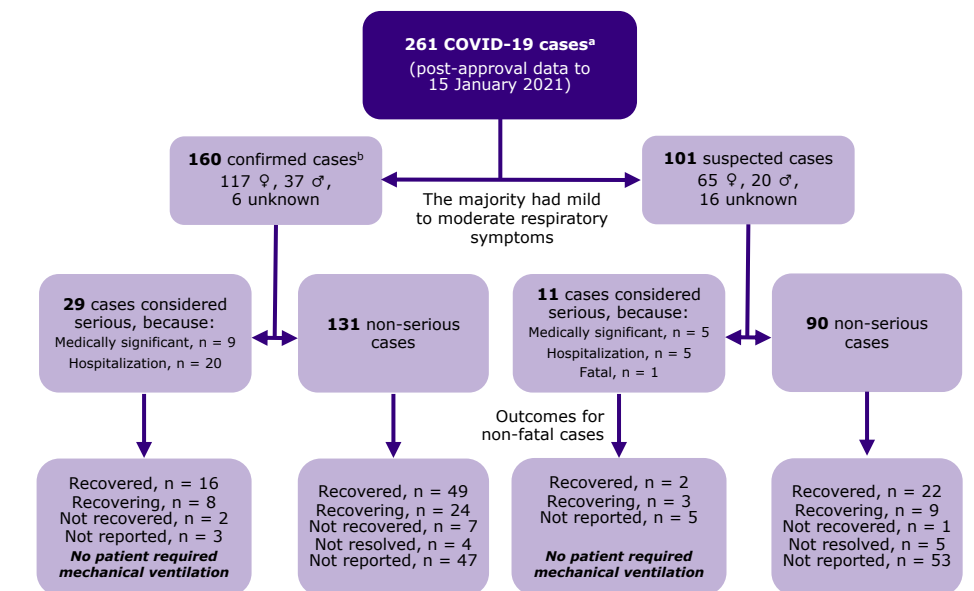 261 COVID-19 casesᵃ
(post-approval data to
15 January 2021)
160 confirmed casesᵇ
117 ♀, 37 ♂,
6 unknown
101 suspected cases
65 ♀, 20 ♂,
16 unknown
The majority had mild
to moderate respiratory
symptoms
29 cases considered
serious, because:
Medically significant, n = 9
Hospitalization, n = 20
131 non-serious
cases
11 cases considered
serious, because:
Medically significant, n = 5
Hospitalization, n = 5
Fatal, n = 1
90 non-serious
cases
Outcomes for
non-fatal cases
Recovered, n = 16
Recovering, n = 8
Not recovered, n = 2
Not reported, n = 3
No patient required
mechanical ventilation
Recovered, n = 49
Recovering, n = 24
Not recovered, n = 7
Not resolved, n = 4
Not reported, n = 47
Recovered, n = 2
Recovering, n = 3
Not reported, n = 5
No patient required
mechanical ventilation
Recovered, n = 22
Recovering, n = 9
Not recovered, n = 1
Not resolved, n = 5
Not reported, n = 53